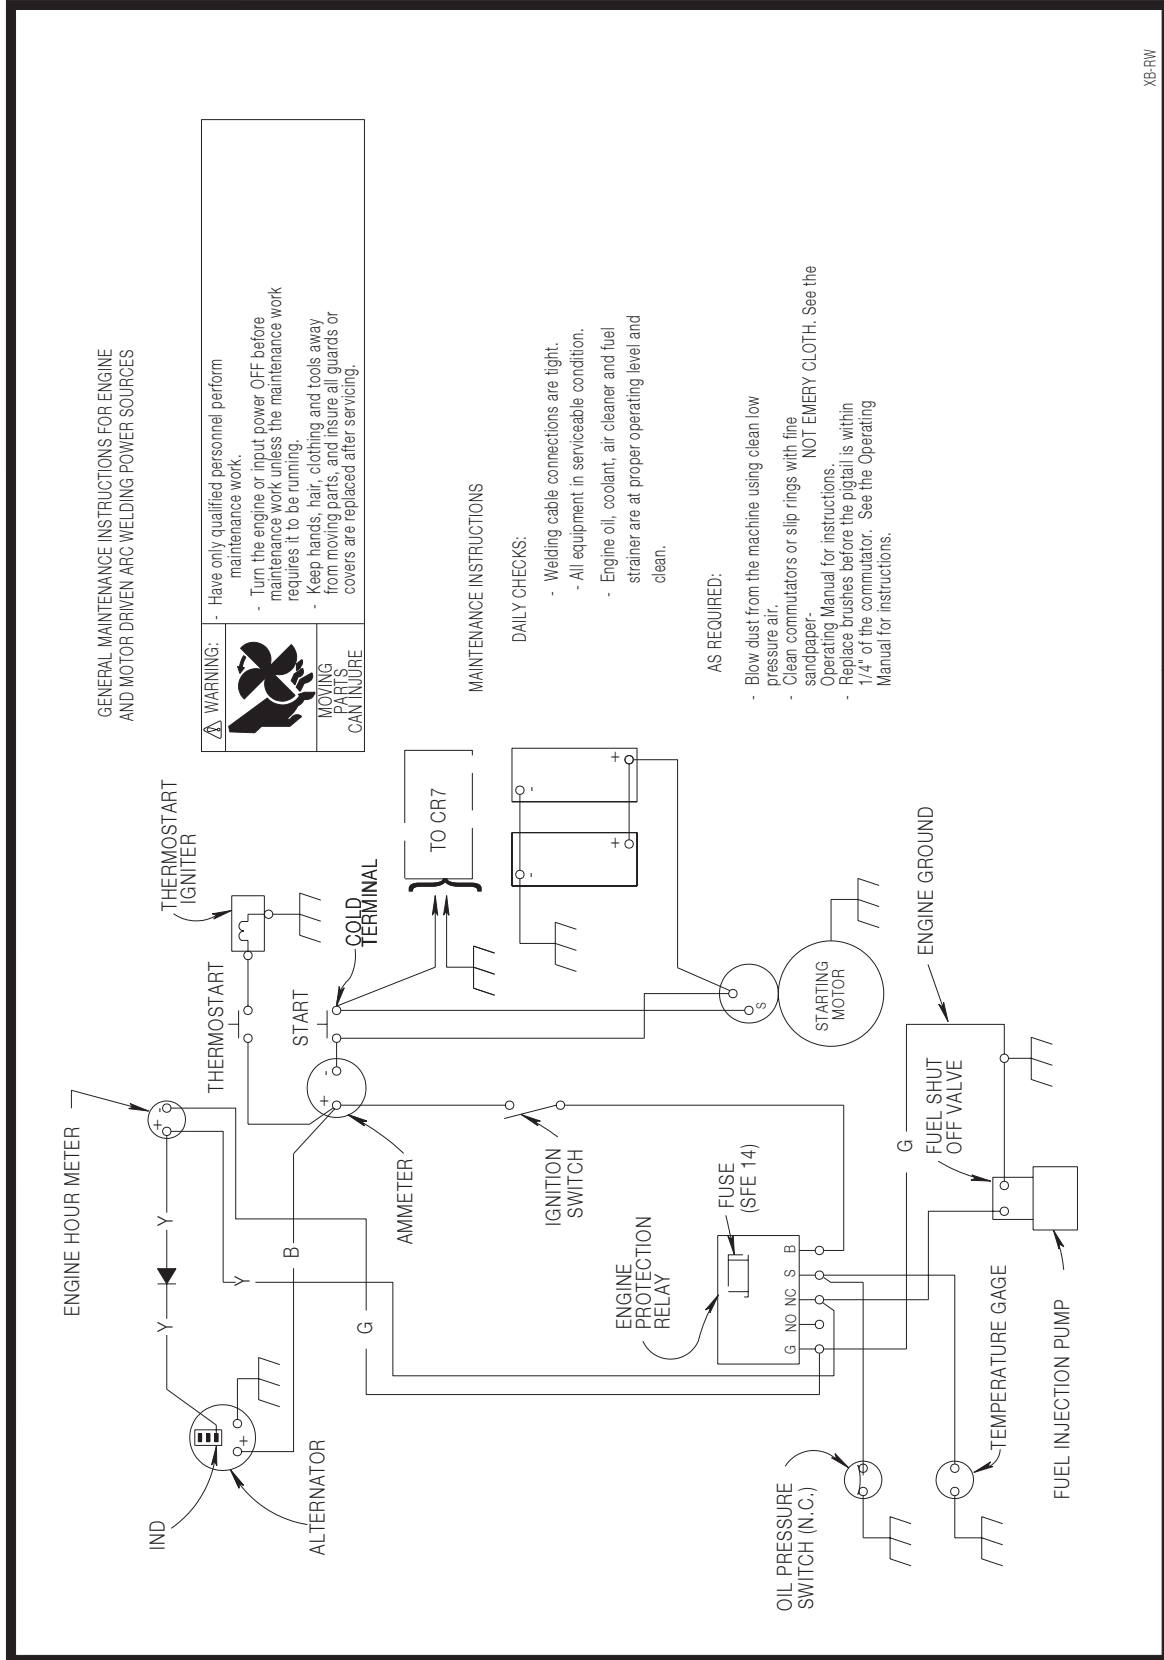 GENERAL MAINTENANCE INSTRUCTIONS FOR ENGINE
AND MOTOR DRIVEN ARC WELDING POWER SOURCES
WARNING:
MOVING
PARTS
CAN INJURE
- Have only qualified personnel perform
maintenance work.
- Turn the engine or input power OFF before
maintenance work unless the maintenance work
requires it to be running.
- Keep hands, hair, clothing and tools away
from moving parts, and insure all guards or
covers are replaced after servicing.
MAINTENANCE INSTRUCTIONS
DAILY CHECKS:
- Welding cable connections are tight.
- All equipment in serviceable condition.
- Engine oil, coolant, air cleaner and fuel
strainer are at proper operating level and
clean.
AS REQUIRED:
- Blow dust from the machine using clean low
pressure air.
- Clean commutators or slip rings with fine
sandpaper- NOT EMERY CLOTH. See the
Operating Manual for instructions.
- Replace brushes before the pigtail is within
1/4" of the commutator. See the Operating
Manual for instructions.
ENGINE HOUR METER
+
-
Y
Y
Y
IND
ALTERNATOR
+
B
G
THERMOSTART
IGNITER
THERMOSTART
START
COLD
TERMINAL
+
-
AMMETER
TO CR7
-
+
-
+
IGNITION
SWITCH
S
STARTING
MOTOR
ENGINE
PROTECTION
RELAY
FUSE
(SFE 14)
G
NO
NC
S
B
G
ENGINE GROUND
FUEL SHUT
OFF VALVE
OIL PRESSURE
SWITCH (N.C.)
TEMPERATURE GAGE
FUEL INJECTION PUMP
XB-RW